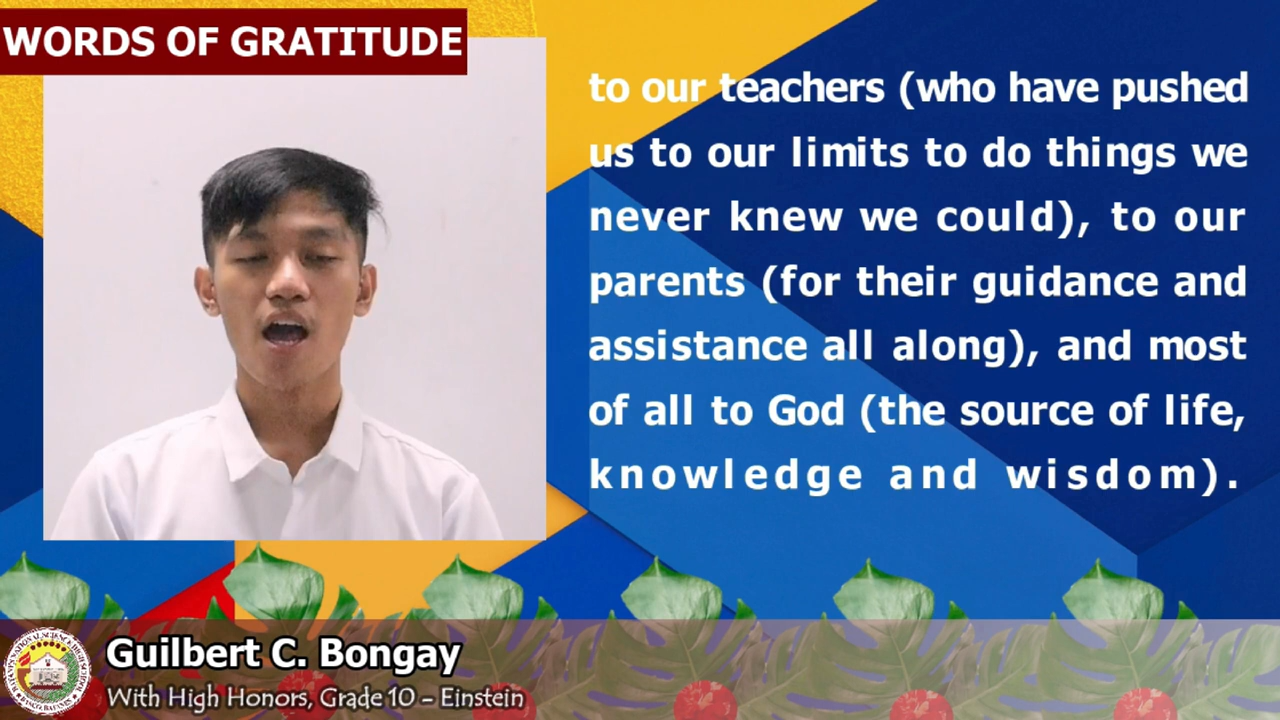 WORDS OF GRATITUDE
to our teachers (who have pushed
us to our limits to do things we
never knew we could), to our
parents (for their guidance and
assistance all along), and most
of all to God (the source of life,
knowledge and wisdom).
Guilbert C. Bongay
With High Honors, Grade 10 – Einstein